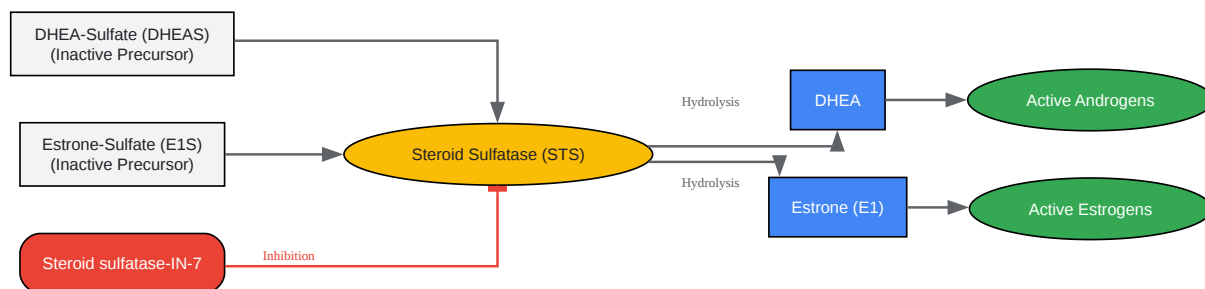 DHEA-Sulfate (DHEAS)
(Inactive Precursor)
Estrone-Sulfate (E1S)
(Inactive Precursor)
Steroid sulfatase-IN-7
Inhibition
Steroid Sulfatase (STS)
Hydrolysis
Hydrolysis
DHEA
Estrone (E1)
Active Androgens
Active Estrogens